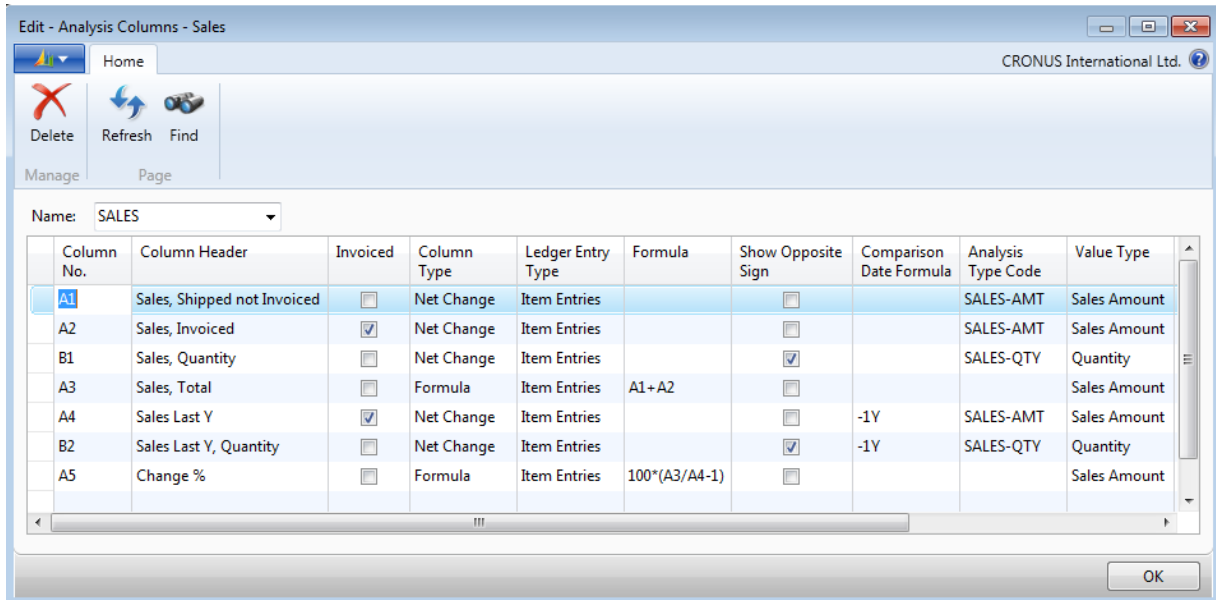 Edit - Analysis Columns - Sales
Home
CRONUS International Ltd.
Delete
Refresh
Find
Manage
Page
Name: SALES
Column No. Column Header Invoiced Column Type Ledger Entry Type Formula Show Opposite Sign Comparison Date Formula Analysis Type Code Value Type
A1 Sales, Shipped not Invoiced Net Change Item Entries SALES-AMT Sales Amount
A2 Sales, Invoiced Net Change Item Entries SALES-AMT Sales Amount
B1 Sales, Quantity Net Change Item Entries SALES-QTY Quantity
A3 Sales, Total Formula Item Entries A1+A2 Sales Amount
A4 Sales Last Y Net Change Item Entries -1Y SALES-AMT Sales Amount
B2 Sales Last Y, Quantity Net Change Item Entries -1Y SALES-QTY Quantity
A5 Change % Formula Item Entries 100*(A3/A4-1) Sales Amount
OK